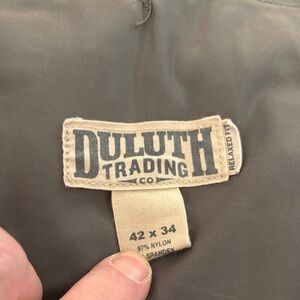 DULUTH
TRADING
CO
RELAXED FIT
42 x 34
97% NYLON
SPANDEX